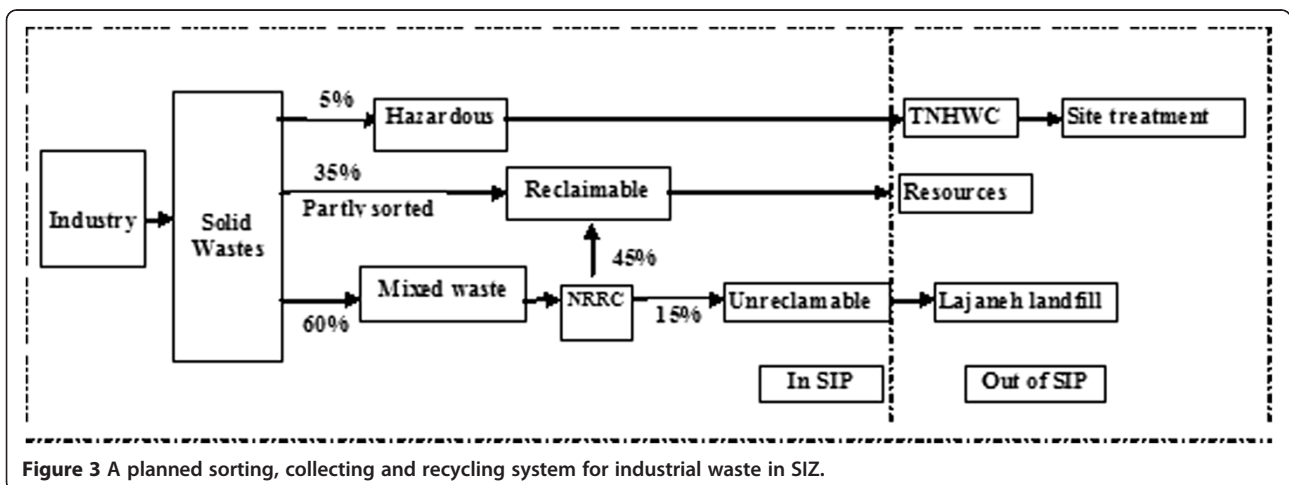 5%
Hazardous
TNHWC
Site treatment
35%
Partly sorted
Reclaimable
Resources
Industry
Solid
Wastes
45%
Mixed waste
NRRC
60%
15%
Unreclamable
Lajaneh landfill
In SIP
Out of SIP
Figure 3 A planned sorting, collecting and recycling system for industrial waste in SIZ.